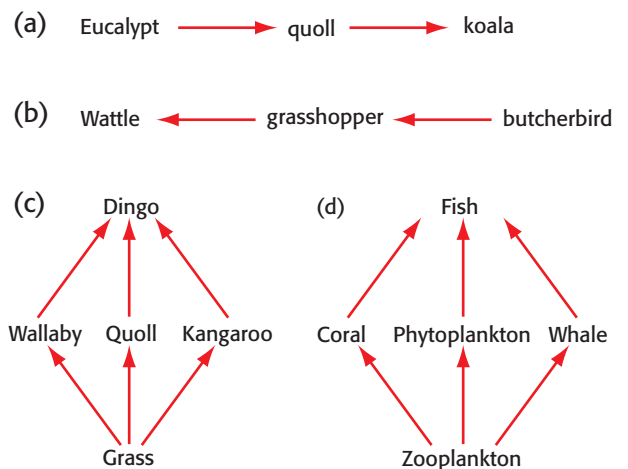 (a) Eucalypt quoll koala
(b) Wattle grasshopper butcherbird
(c) Dingo
Wallaby Quoll Kangaroo
Grass
(d) Fish
Coral Phytoplankton Whale
Zooplankton